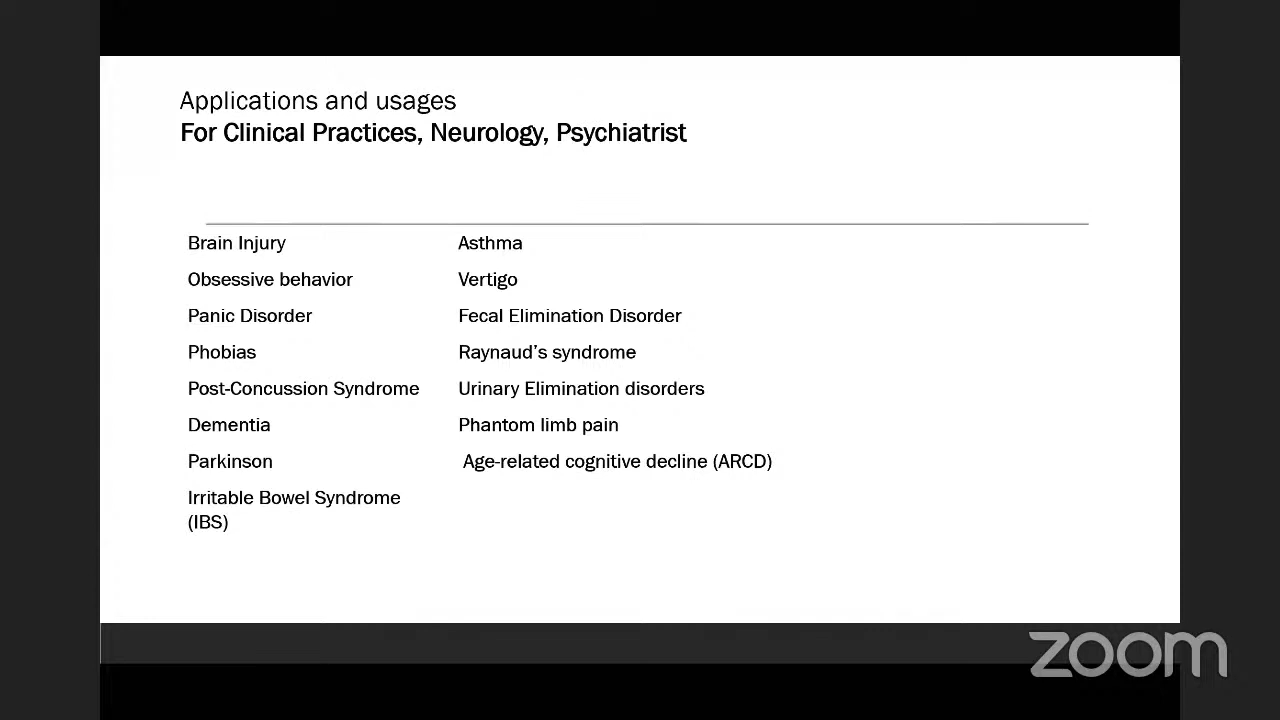 Applications and usages
For Clinical Practices, Neurology, Psychiatrist
Brain Injury
Obsessive behavior
Panic Disorder
Phobias
Post-Concussion Syndrome
Dementia
Parkinson
Irritable Bowel Syndrome
(IBS)
Asthma
Vertigo
Fecal Elimination Disorder
Raynaud’s syndrome
Urinary Elimination disorders
Phantom limb pain
Age-related cognitive decline (ARCD)
zoom